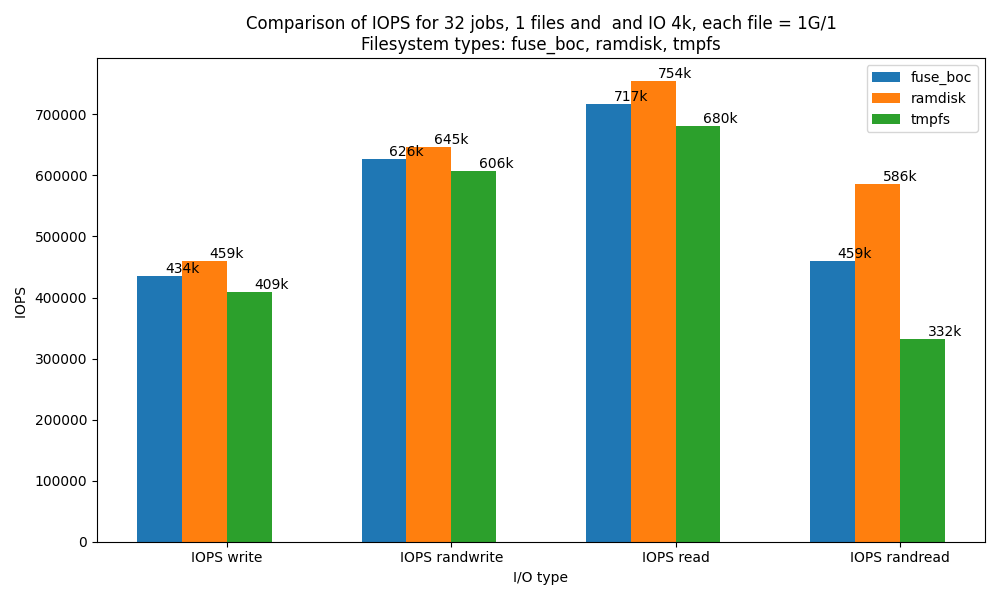 Comparison of IOPS for 32 jobs, 1 files and  and IO 4k, each file = 1G/1
Filesystem types: fuse_boc, ramdisk, tmpfs
fuse_boc
ramdisk
tmpfs
IOPS
700000
600000
500000
400000
300000
200000
100000
0
434k
459k
409k
626k
645k
606k
717k
754k
680k
459k
586k
332k
IOPS write
IOPS randwrite
IOPS read
IOPS randread
I/O type